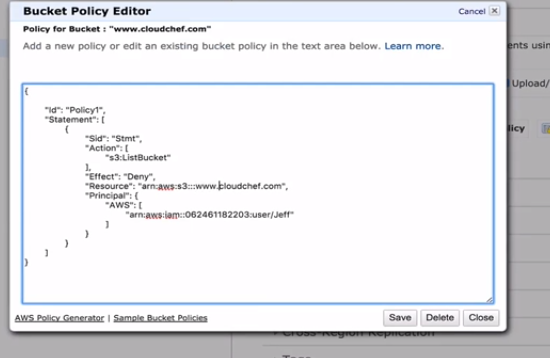 Bucket Policy Editor
Cancel
Policy for Bucket : "www.cloudchef.com"
Add a new policy or edit an existing bucket policy in the text area below. Learn more.
{
"Id": "Policy1",
"Statement": [
{
"Sid": "Stmt",
"Action": [
"s3:ListBucket"
],
"Effect": "Deny",
"Resource": "arn:aws:s3:::www.cloudchef.com",
"Principal": {
"AWS": [
"arn:aws:iam::062461182203:user/Jeff"
]
}
}
]
}
AWS Policy Generator | Sample Bucket Policies
Save Delete Close
ents usin
Upload/
licy
Cross-Region Replication